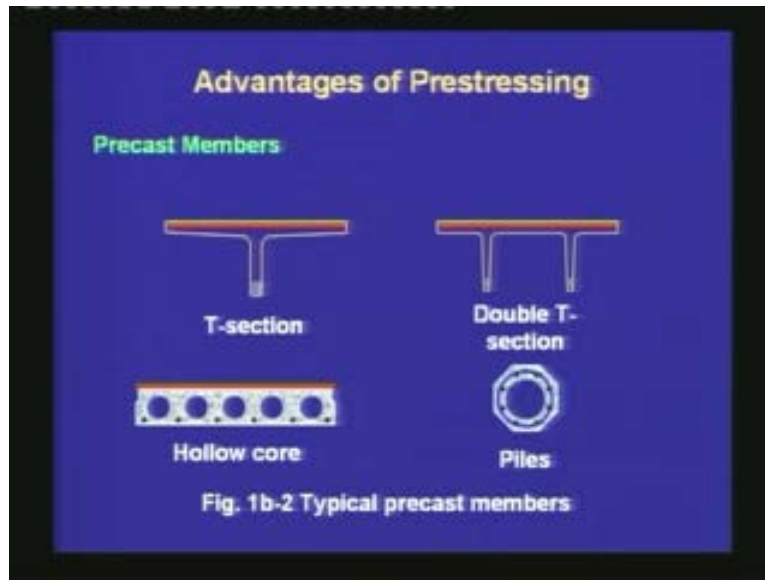 Advantages of Prestressing
Precast Members
T-section
Double T-
section
Hollow core
Piles
Fig. 1b-2 Typical precast members